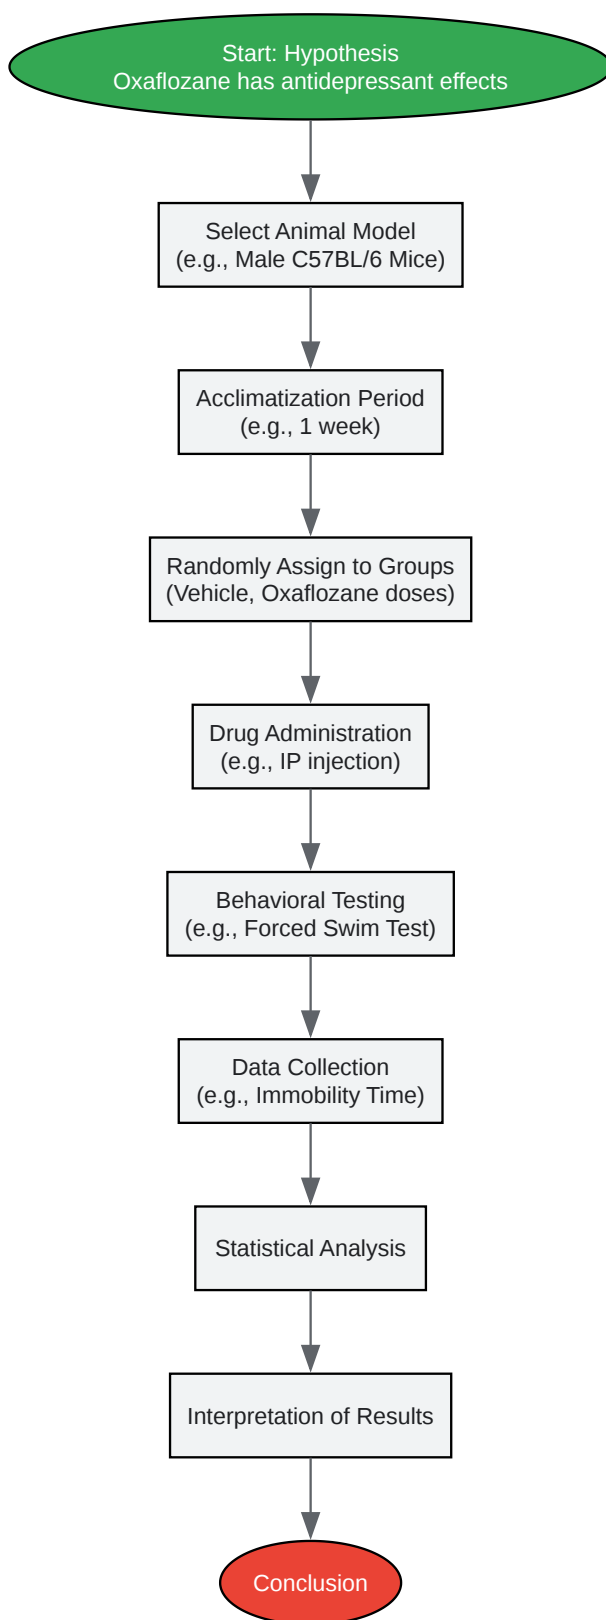 Start: Hypothesis
Oxaflozane has antidepressant effects
Select Animal Model
(e.g., Male C57BL/6 Mice)
Acclimatization Period
(e.g., 1 week)
Randomly Assign to Groups
(Vehicle, Oxaflozane doses)
Drug Administration
(e.g., IP injection)
Behavioral Testing
(e.g., Forced Swim Test)
Data Collection
(e.g., Immobility Time)
Statistical Analysis
Interpretation of Results
Conclusion